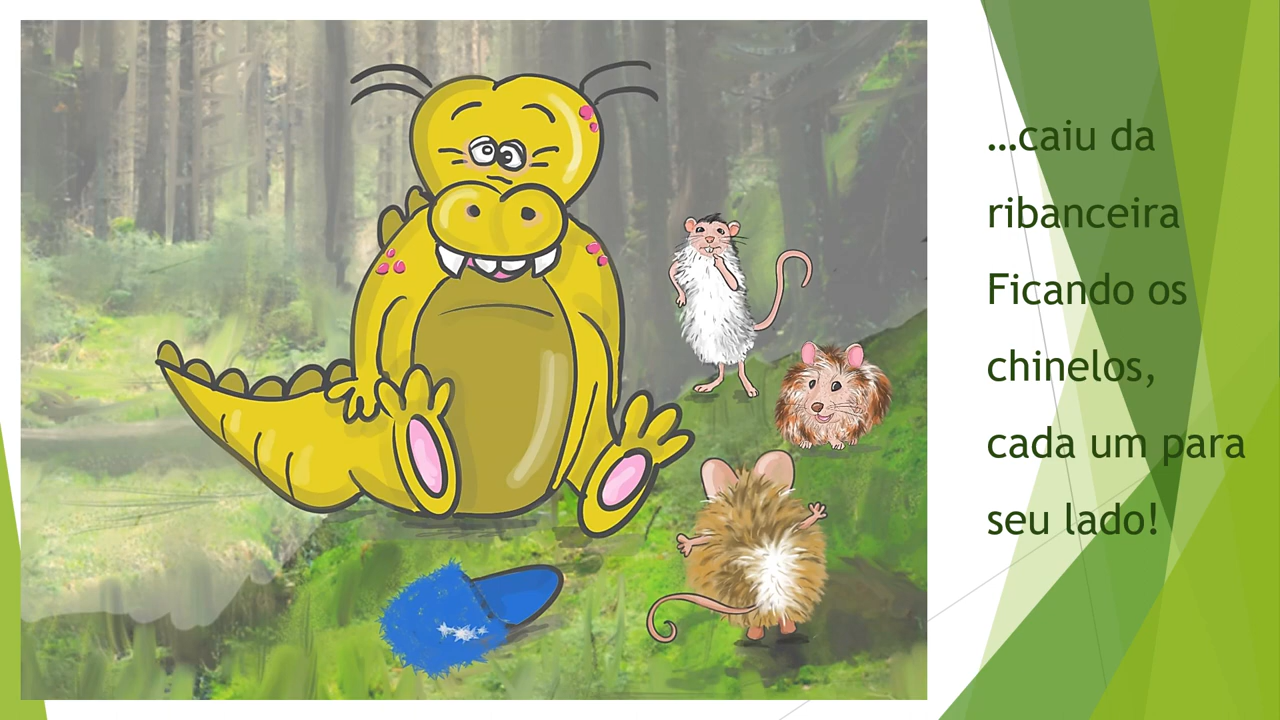 …caiu da
ribanceira
Ficando os
chinelos,
cada um para
seu lado!